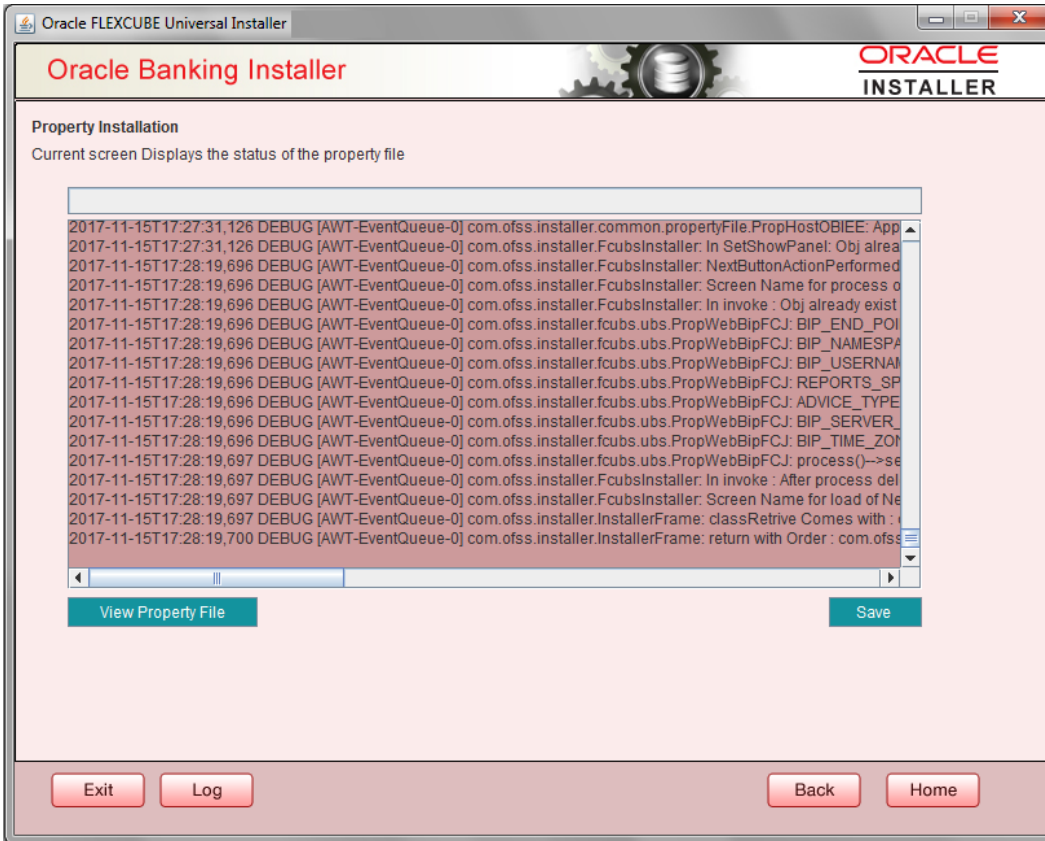 Oracle FLEXCUBE Universal Installer
Oracle Banking Installer
ORACLE
INSTALLER
Property Installation
Current screen Displays the status of the property file
2017-11-15T17:27:31,126 DEBUG [AWT-EventQueue-0] com.ofss.installer.common.propertyFile.PropHostOBIEE: App
2017-11-15T17:27:31,126 DEBUG [AWT-EventQueue-0] com.ofss.installer.FcubsInstaller: In SetShowPanel: Obj alrea
2017-11-15T17:28:19,696 DEBUG [AWT-EventQueue-0] com.ofss.installer.FcubsInstaller: NextButtonActionPerformed
2017-11-15T17:28:19,696 DEBUG [AWT-EventQueue-0] com.ofss.installer.FcubsInstaller: Screen Name for process o
2017-11-15T17:28:19,696 DEBUG [AWT-EventQueue-0] com.ofss.installer.FcubsInstaller: In invoke : Obj already exist
2017-11-15T17:28:19,696 DEBUG [AWT-EventQueue-0] com.ofss.installer.fcubs.ubs.PropWebBipFCJ: BIP_END_POI
2017-11-15T17:28:19,696 DEBUG [AWT-EventQueue-0] com.ofss.installer.fcubs.ubs.PropWebBipFCJ: BIP_NAMESPA
2017-11-15T17:28:19,696 DEBUG [AWT-EventQueue-0] com.ofss.installer.fcubs.ubs.PropWebBipFCJ: BIP_USERNAM
2017-11-15T17:28:19,696 DEBUG [AWT-EventQueue-0] com.ofss.installer.fcubs.ubs.PropWebBipFCJ: REPORTS_SP
2017-11-15T17:28:19,696 DEBUG [AWT-EventQueue-0] com.ofss.installer.fcubs.ubs.PropWebBipFCJ: ADVICE_TYPE
2017-11-15T17:28:19,696 DEBUG [AWT-EventQueue-0] com.ofss.installer.fcubs.ubs.PropWebBipFCJ: BIP_SERVER_
2017-11-15T17:28:19,696 DEBUG [AWT-EventQueue-0] com.ofss.installer.fcubs.ubs.PropWebBipFCJ: BIP_TIME_ZON
2017-11-15T17:28:19,697 DEBUG [AWT-EventQueue-0] com.ofss.installer.fcubs.ubs.PropWebBipFCJ: process()-->se
2017-11-15T17:28:19,697 DEBUG [AWT-EventQueue-0] com.ofss.installer.FcubsInstaller: In invoke : After process del
2017-11-15T17:28:19,697 DEBUG [AWT-EventQueue-0] com.ofss.installer.FcubsInstaller: Screen Name for load of Ne
2017-11-15T17:28:19,697 DEBUG [AWT-EventQueue-0] com.ofss.installer.InstallerFrame: classRetrive Comes with :
2017-11-15T17:28:19,700 DEBUG [AWT-EventQueue-0] com.ofss.installer.InstallerFrame: return with Order : com.ofss
View Property File
Save
Exit
Log
Back
Home